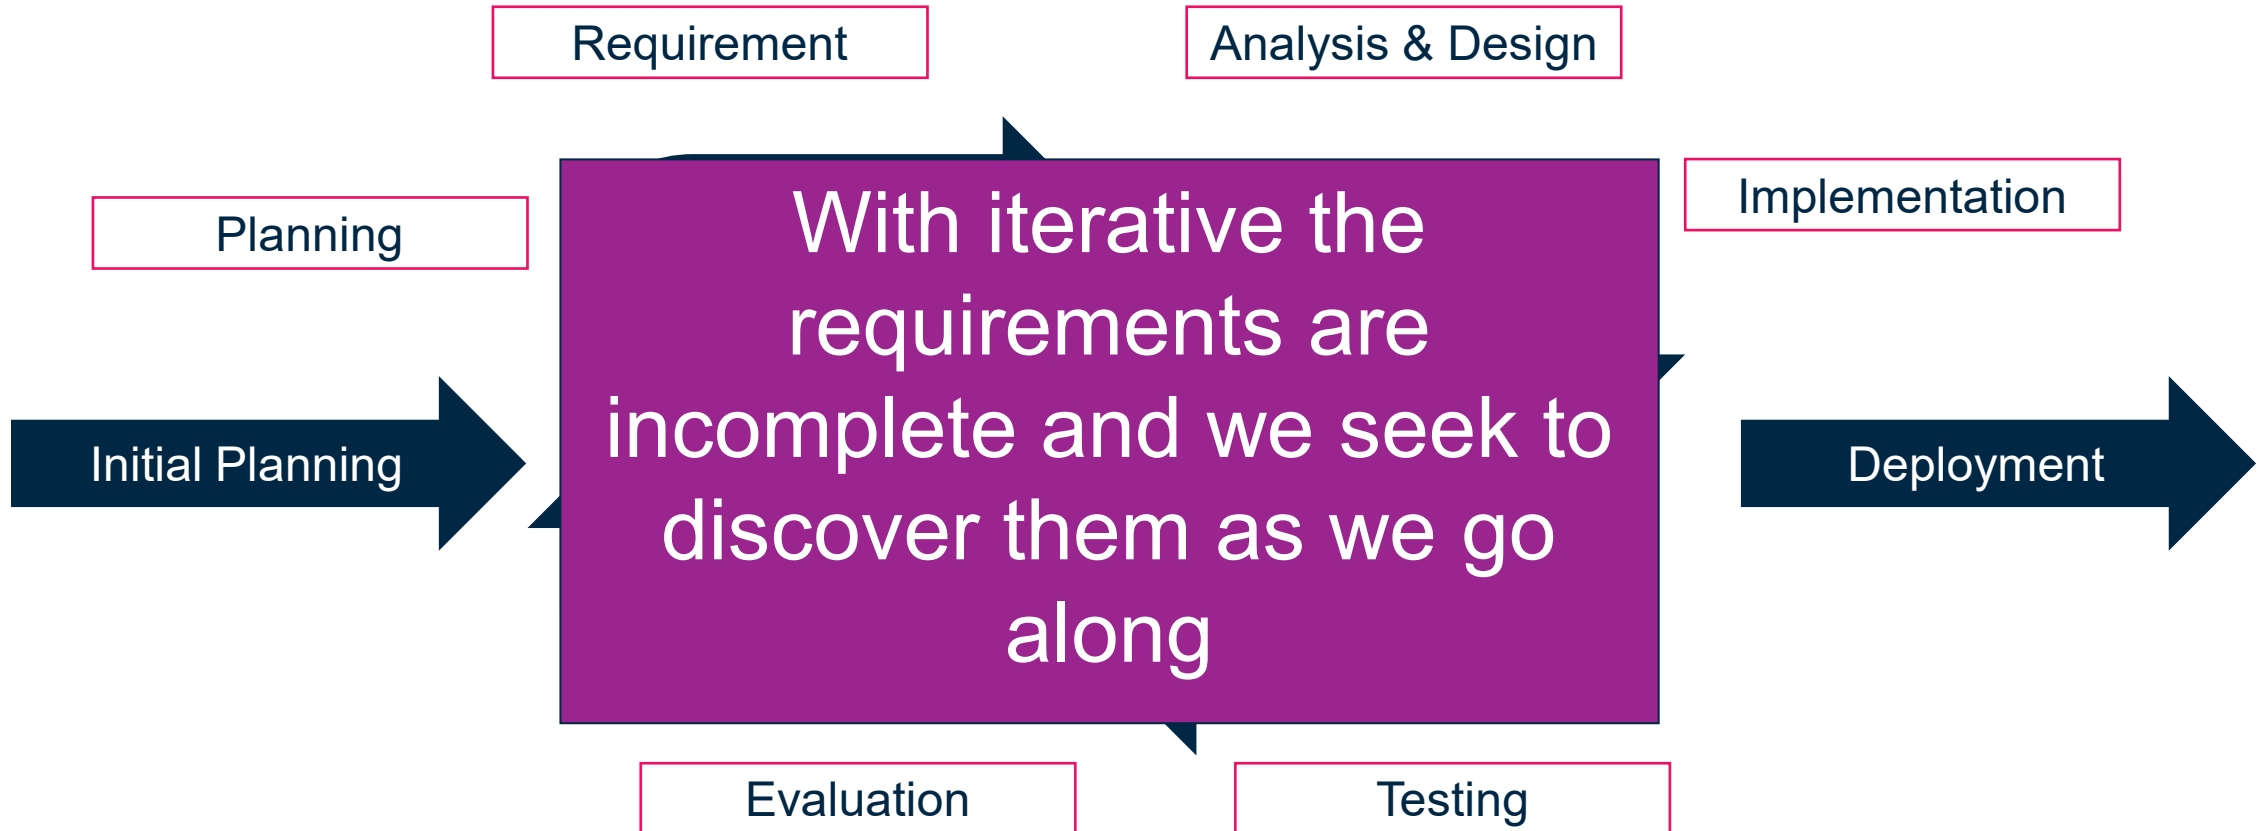 Requirement
Analysis & Design
Planning
Implementation
With iterative the
requirements are
incomplete and we seek to
discover them as we go
along
Initial Planning
Deployment
Evaluation
Testing